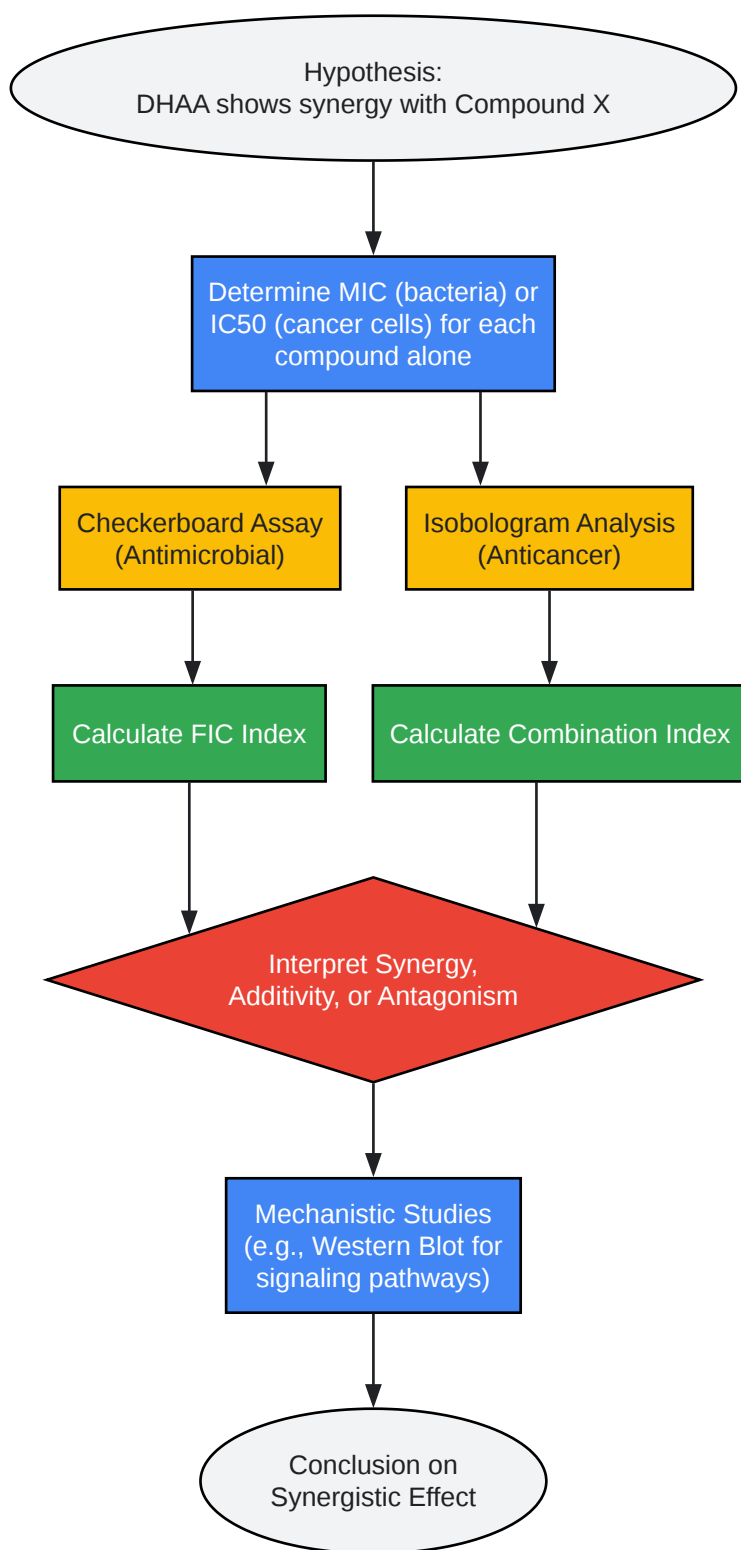 Hypothesis:
DHAA shows synergy with Compound X
Determine MIC (bacteria) or
IC50 (cancer cells) for each
compound alone
Checkerboard Assay
(Antimicrobial)
Isobologram Analysis
(Anticancer)
Calculate FIC Index
Calculate Combination Index
Interpret Synergy,
Additivity, or Antagonism
Mechanistic Studies
(e.g., Western Blot for
signaling pathways)
Conclusion on
Synergistic Effect